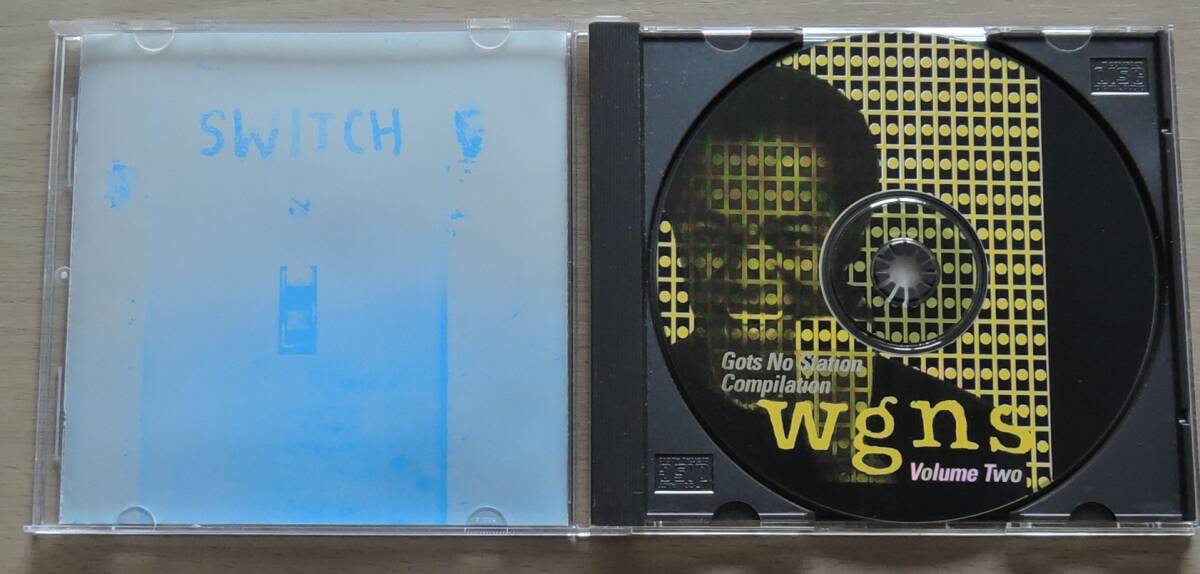 SWITCH
Gots No Station
Compilation
wgns
Volume Two